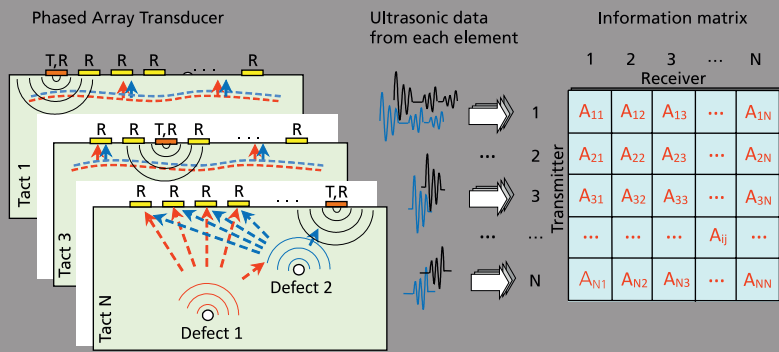 Phased Array Transducer
Ultrasonic data
from each element
Information matrix
T,R R R R ... R
Tact 1
R R T,R R ... R
Tact 3
R R R R ... T,R
Defect 2
Defect 1
Tact N
1
...
2
3
... ...
N
1 2 3 ... N
Receiver
Transmitter
A11 A12 A13 ... A1N
A21 A22 A23 ... A2N
A31 A32 A33 ... A3N
... ... ... Aij ...
AN1 AN2 AN3 ... ANN